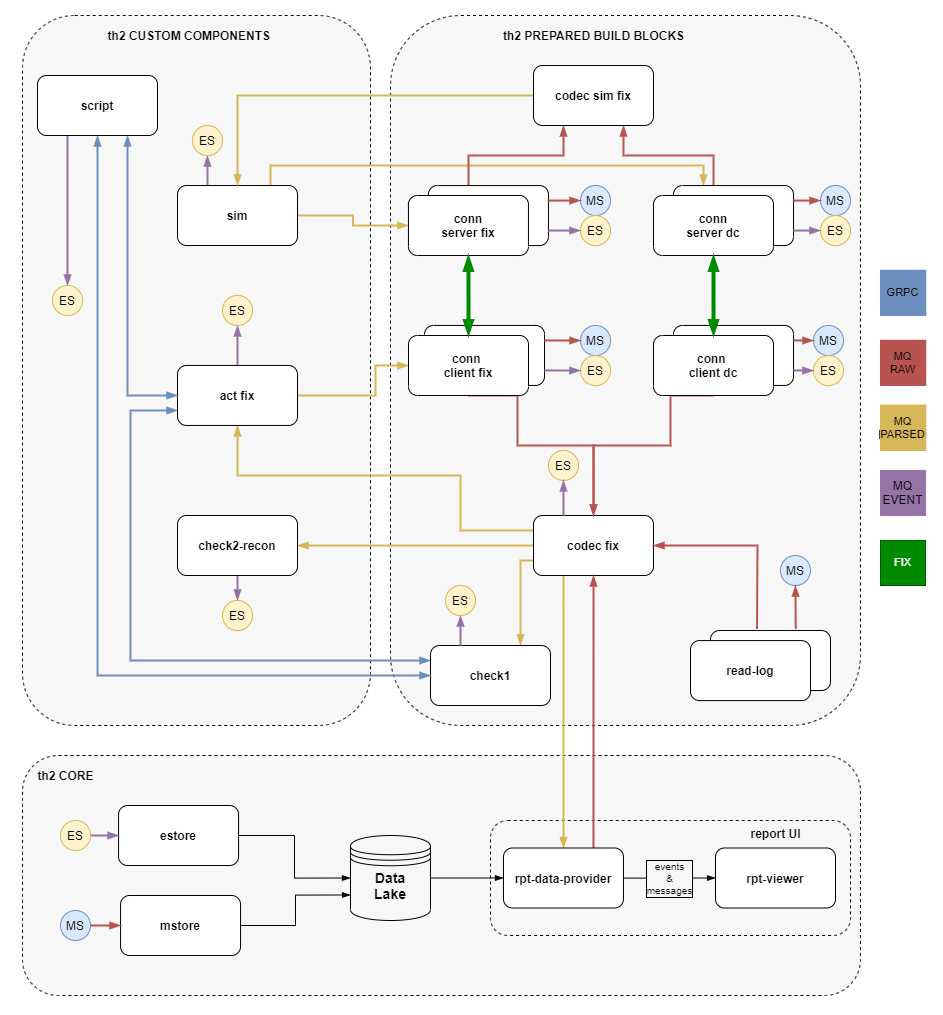 th2 CUSTOM COMPONENTS
th2 PREPARED BUILD BLOCKS
script
codec sim fix
ES
sim
conn
server fix
MS
ES
conn
server dc
MS
ES
ES
ES
act fix
conn
client fix
MS
ES
conn
client dc
MS
ES
GRPC
MQ
RAW
MQ
PARSED
MQ
EVENT
FIX
ES
check2-recon
codec fix
ES
ES
MS
check1
read-log
th2 CORE
ES
estore
MS
mstore
Data
Lake
report UI
rpt-data-provider
events
&
messages
rpt-viewer